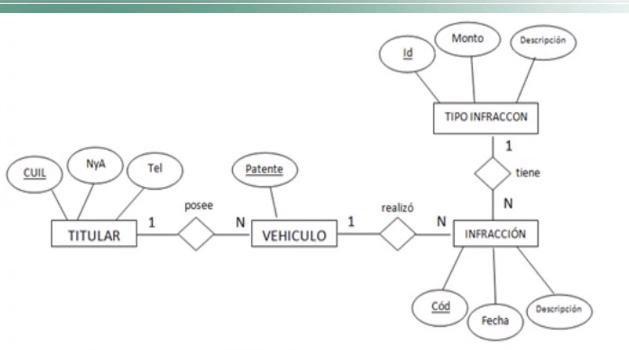 Id
Monto
Descripción
TIPO INFRACCON
1
tiene
N
CUIL
NyA
Tel
Patente
posee
realizó
TITULAR
1
N
VEHICULO
1
N
INFRACCIÓN
Cód
Fecha
Descripción